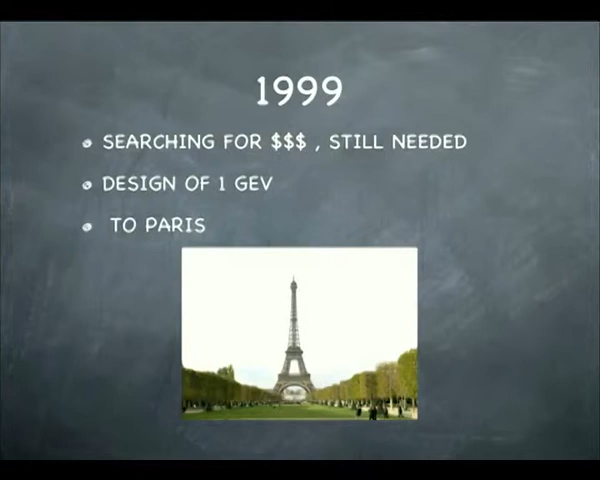 1999
SEARCHING FOR $$$ , STILL NEEDED
DESIGN OF 1 GEV
TO PARIS